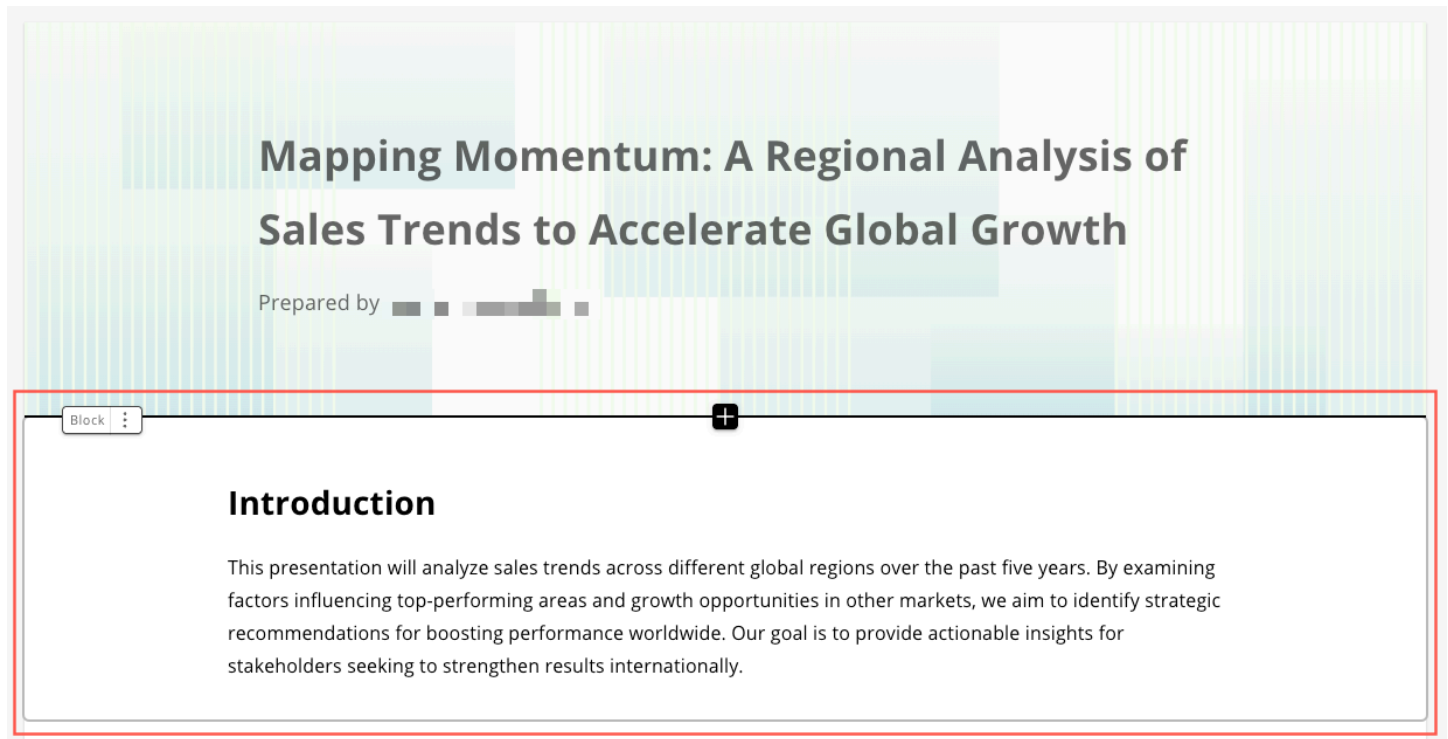 Mapping Momentum: A Regional Analysis of
Sales Trends to Accelerate Global Growth
Prepared by
Block
Introduction
This presentation will analyze sales trends across different global regions over the past five years. By examining
factors influencing top-performing areas and growth opportunities in other markets, we aim to identify strategic
recommendations for boosting performance worldwide. Our goal is to provide actionable insights for
stakeholders seeking to strengthen results internationally.